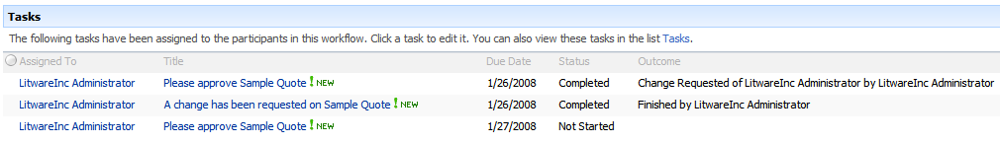 Tasks
The following tasks have been assigned to the participants in this workflow. Click a task to edit it. You can also view these tasks in the list Tasks.
Assigned To Title Due Date Status Outcome
LitwareInc Administrator Please approve Sample Quote ! NEW 1/26/2008 Completed Change Requested of LitwareInc Administrator by LitwareInc Administrator
LitwareInc Administrator A change has been requested on Sample Quote ! NEW 1/26/2008 Completed Finished by LitwareInc Administrator
LitwareInc Administrator Please approve Sample Quote ! NEW 1/27/2008 Not Started